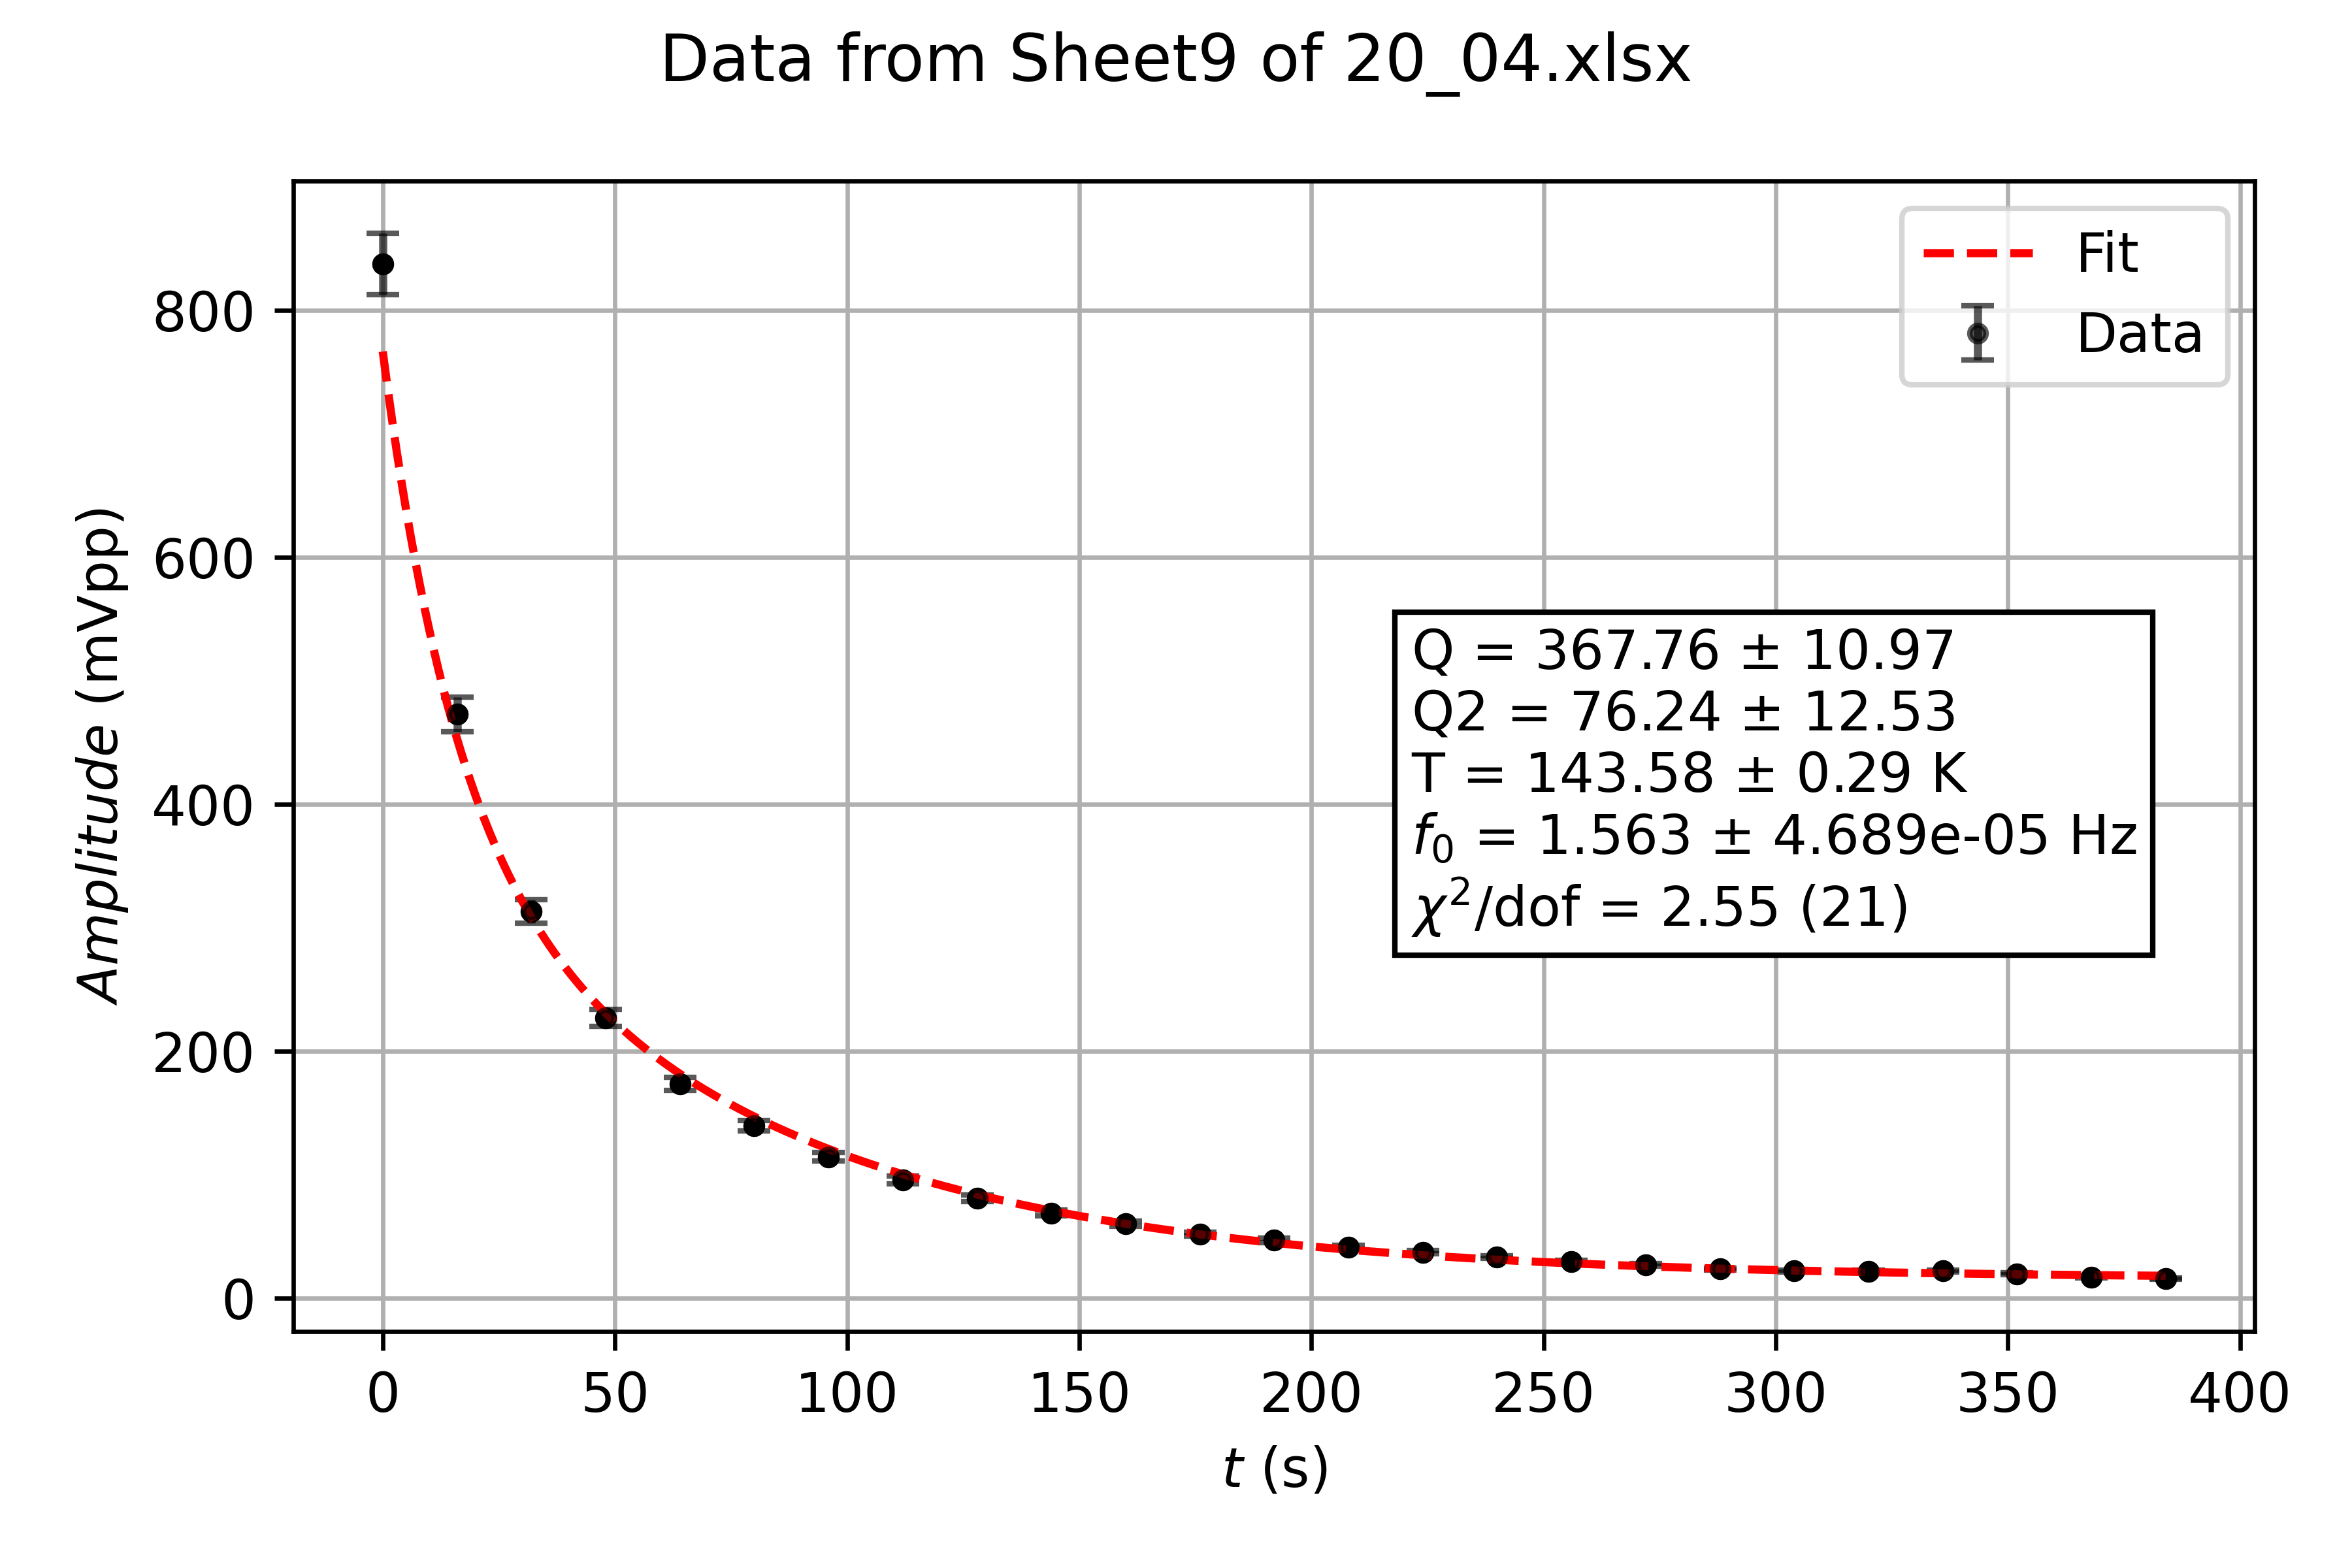 Data from Sheet9 of 20_04.xlsx
Fit
Data
Q = 367.76 ± 10.97
Q2 = 76.24 ± 12.53
T = 143.58 ± 0.29 K
f₀ = 1.563 ± 4.689e-05 Hz
χ²/dof = 2.55 (21)
Amplitude (mVpp)
800
600
400
200
0
0 50 100 150 200 250 300 350 400
t (s)